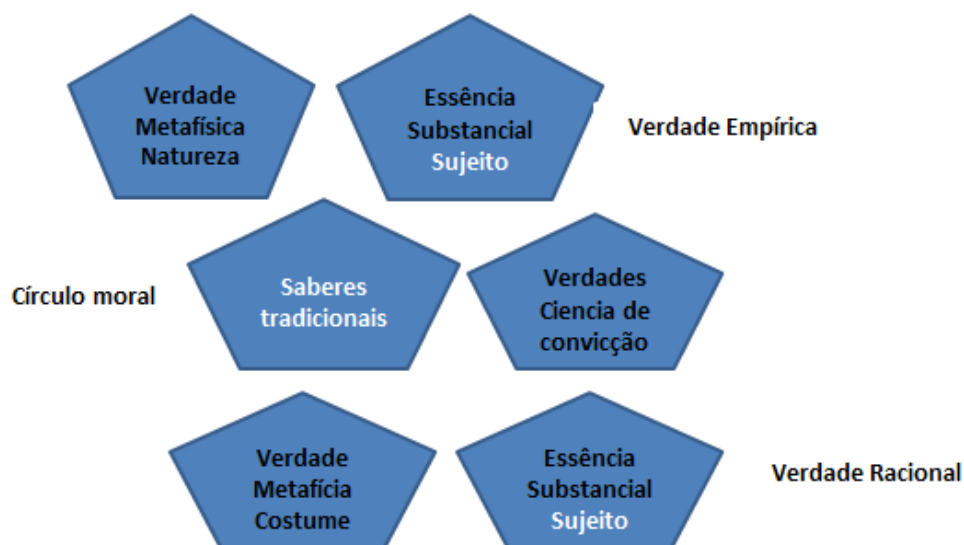 Verdade
Metafísica
Natureza
Essência
Substancial
Sujeito
Verdade Empírica
Círculo moral
Saberes
tradicionais
Verdades
Ciencia de
convicção
Verdade
Metafícia
Costume
Essência
Substancial
Sujeito
Verdade Racional